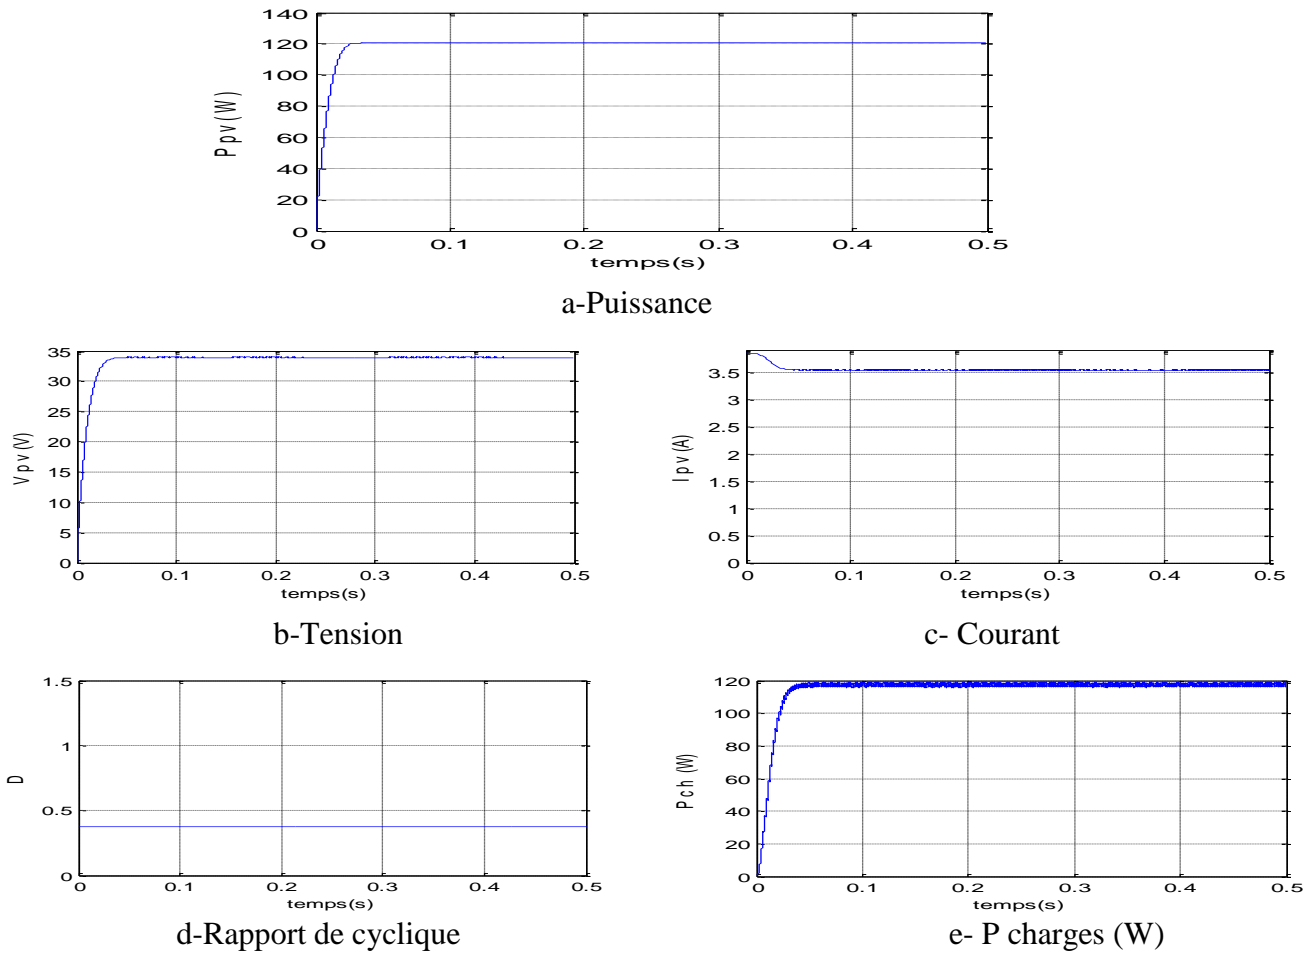 140
120
100
80
60
40
20
0
P p v ( W )
0 0.1 0.2 0.3 0.4 0.5
temps(s)
a-Puissance
35
30
25
20
15
10
5
0
V p v (V)
0 0.1 0.2 0.3 0.4 0.5
temps(s)
b-Tension
3.5
3
2.5
2
1.5
1
0.5
0
I p v (A)
0 0.1 0.2 0.3 0.4 0.5
temps(s)
c- Courant
1.5
1
0.5
0
D
0 0.1 0.2 0.3 0.4 0.5
temps(s)
d-Rapport de cyclique
120
100
80
60
40
20
0
P c h (W)
0 0.1 0.2 0.3 0.4 0.5
temps(s)
e- P charges (W)